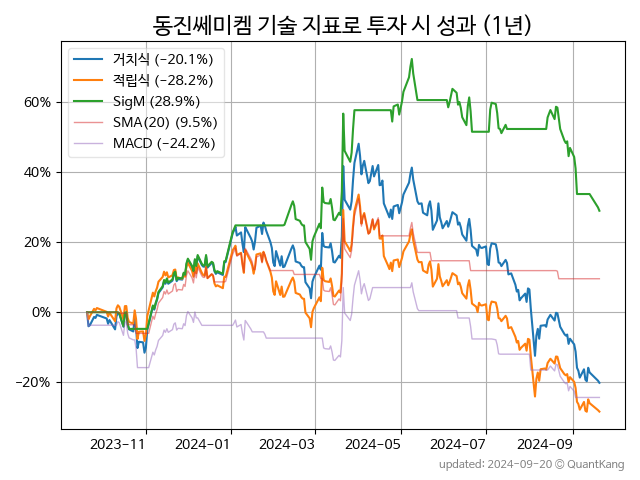 동진쎄미켐 기술 지표로 투자 시 성과 (1년)
거치식 (−20.1%)
적립식 (−28.2%)
SigM (28.9%)
SMA(20) (9.5%)
MACD (−24.2%)
60%
40%
20%
0%
−20%
2023-11 2024-01 2024-03 2024-05 2024-07 2024-09
updated: 2024-09-20 @ QuantKang